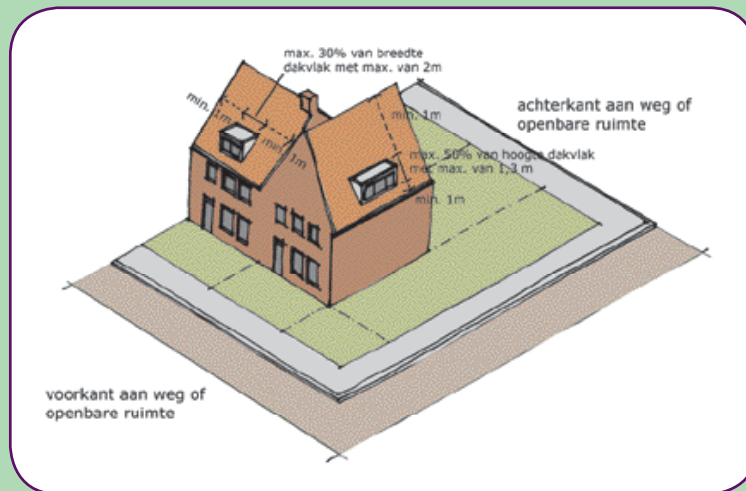 max. 30% van breedte
dakvlak met max. van 2m
min. 1m
min. 1m
min. 1m
achterkant aan weg of
openbare ruimte
max. 50% van hoogte dakvlak
met max. van 1,3 m
min. 1m
voorkant aan weg of
openbare ruimte